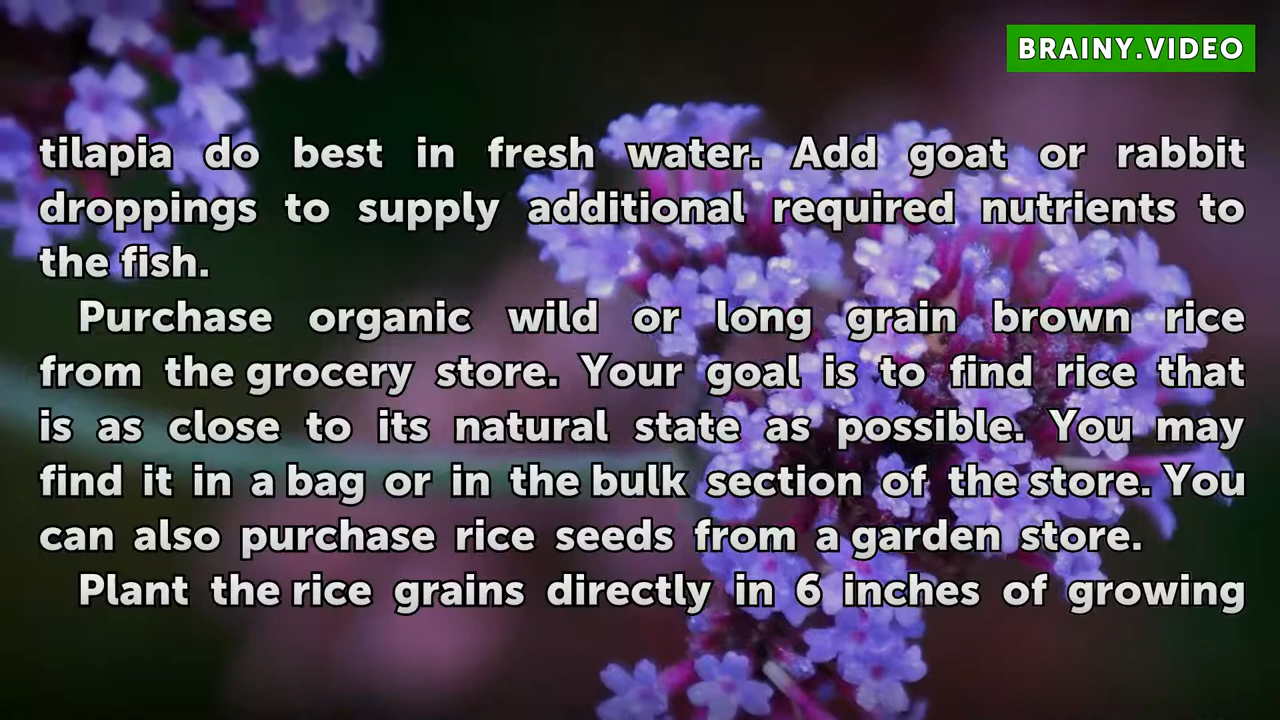 BRAINY.VIDEO
tilapia do best in fresh water. Add goat or rabbit
droppings to supply additional required nutrients to
the fish.
Purchase organic wild or long grain brown rice
from the grocery store. Your goal is to find rice that
is as close to its natural state as possible. You may
find it in a bag or in the bulk section of the store. You
can also purchase rice seeds from a garden store.
Plant the rice grains directly in 6 inches of growing